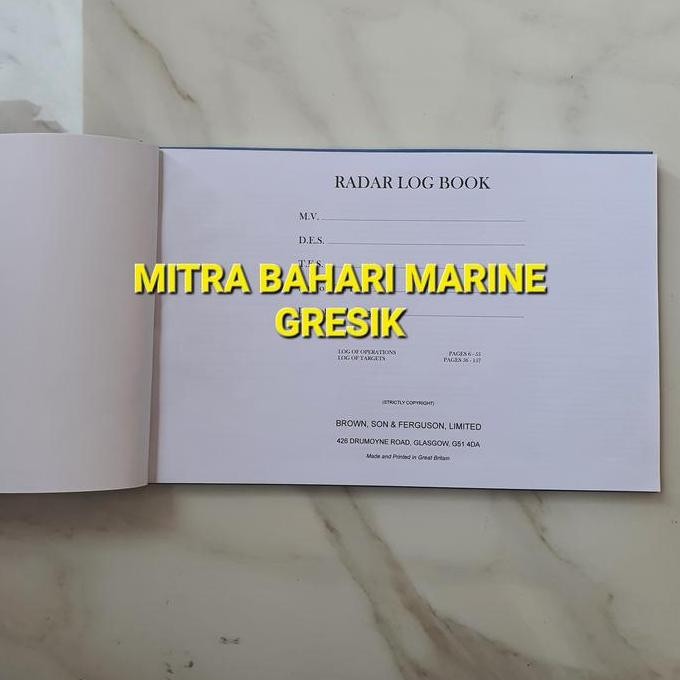 RADAR LOG BOOK
M.V.
D.E.S.
T.E.S.
MITRA BAHARI MARINE
GRESIK
LOG OF OPERATIONS PAGES 6 - 55
LOG OF TARGETS PAGES 56 - 157
(STRICTLY COPYRIGHT)
BROWN, SON & FERGUSON, LIMITED
426 DRUMOYNE ROAD, GLASGOW, G51 4DA
Made and Printed in Great Britain